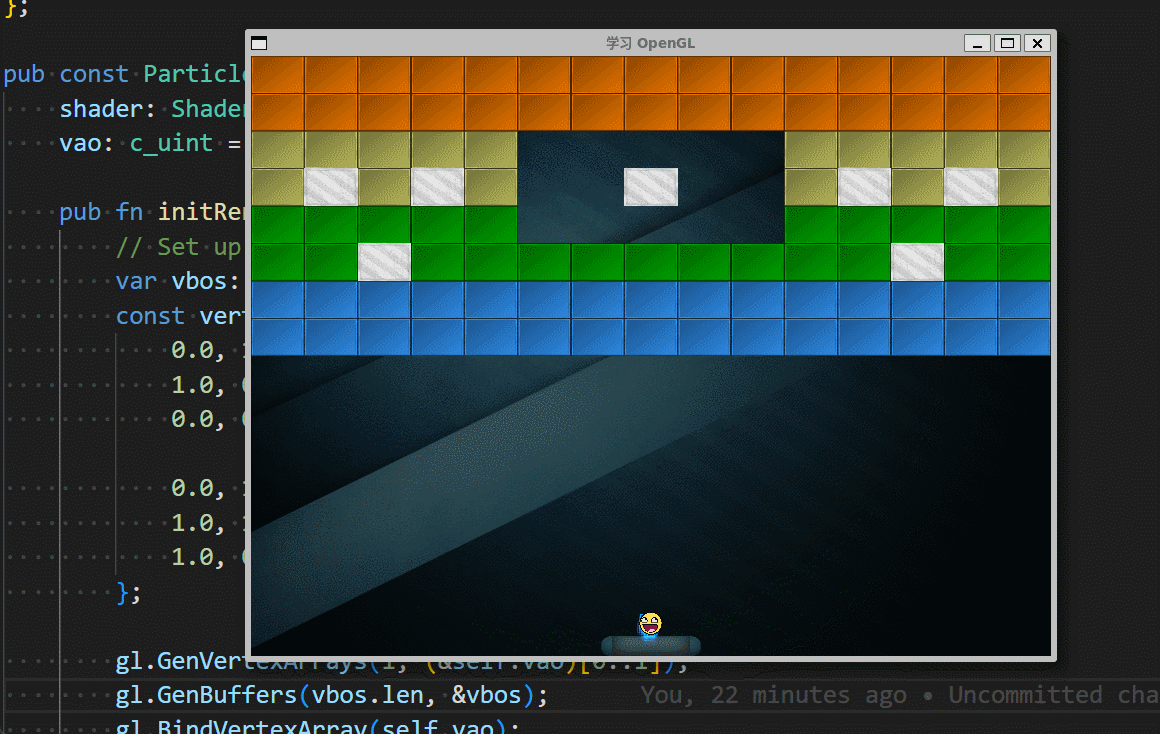 };
pub const Particl
shader: Shader
vao: c_uint =
pub fn initRe
// Set up
var vbos:
const ver
0.0,
1.0,
0.0,
0.0,
1.0,
1.0,
};
gl.GenVertexArrays(1, (&self.vao)[0..1]);
gl.GenBuffers(vbos.len, &vbos); You, 22 minutes ago • Uncommitted cha
gl.BindVertexArray(self.vao);
学习 OpenGL